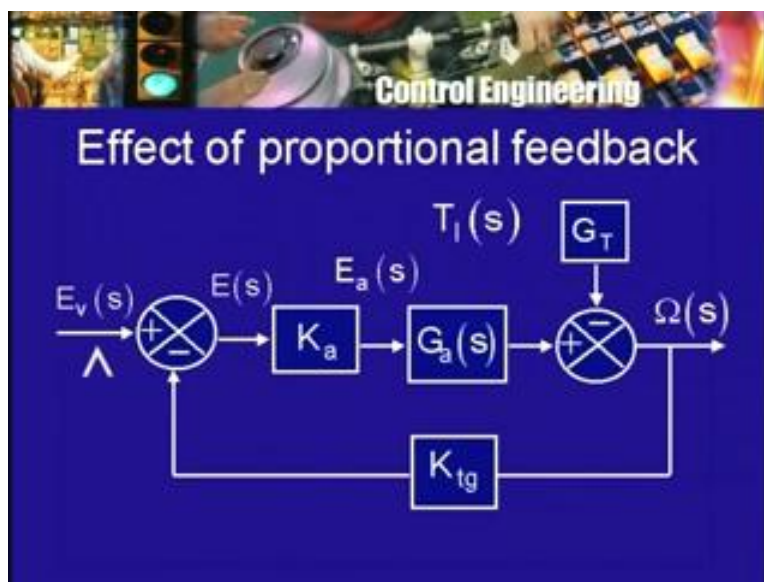 Control Engineering
Effect of proportional feedback
T_l(s)
G_T
E_v(s)
E(s)
E_a(s)
Ω(s)
+
−
K_a
G_a(s)
+
−
^
K_tg